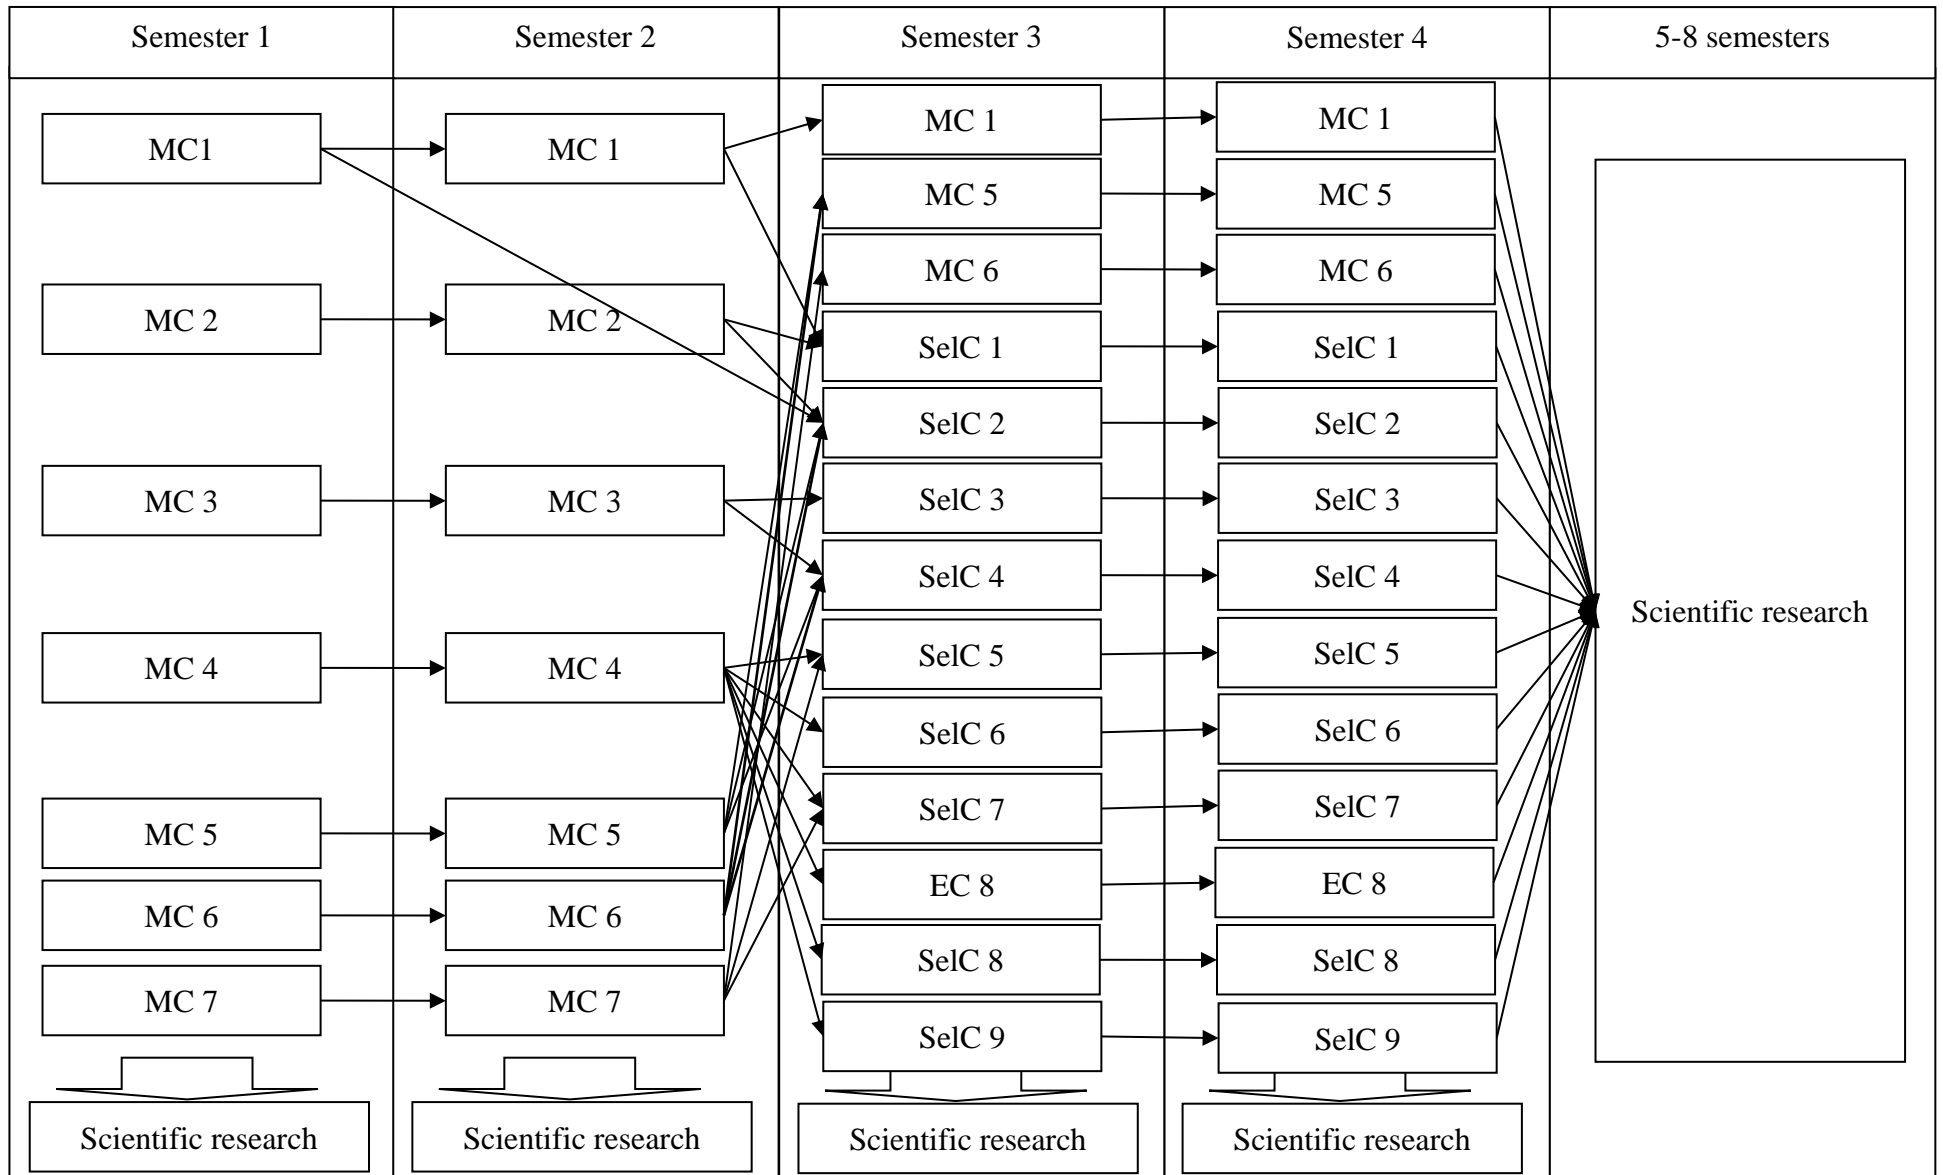 Semester 1
Semester 2
Semester 3
Semester 4
5-8 semesters
MC1
MC 2
MC 3
MC 4
MC 5
MC 6
MC 7
Scientific research
MC 1
MC 2
MC 3
MC 4
MC 5
MC 6
MC 7
Scientific research
MC 1
MC 5
MC 6
SelC 1
SelC 2
SelC 3
SelC 4
SelC 5
SelC 6
SelC 7
EC 8
SelC 8
SelC 9
Scientific research
MC 1
MC 5
MC 6
SelC 1
SelC 2
SelC 3
SelC 4
SelC 5
SelC 6
SelC 7
EC 8
SelC 8
SelC 9
Scientific research
Scientific research